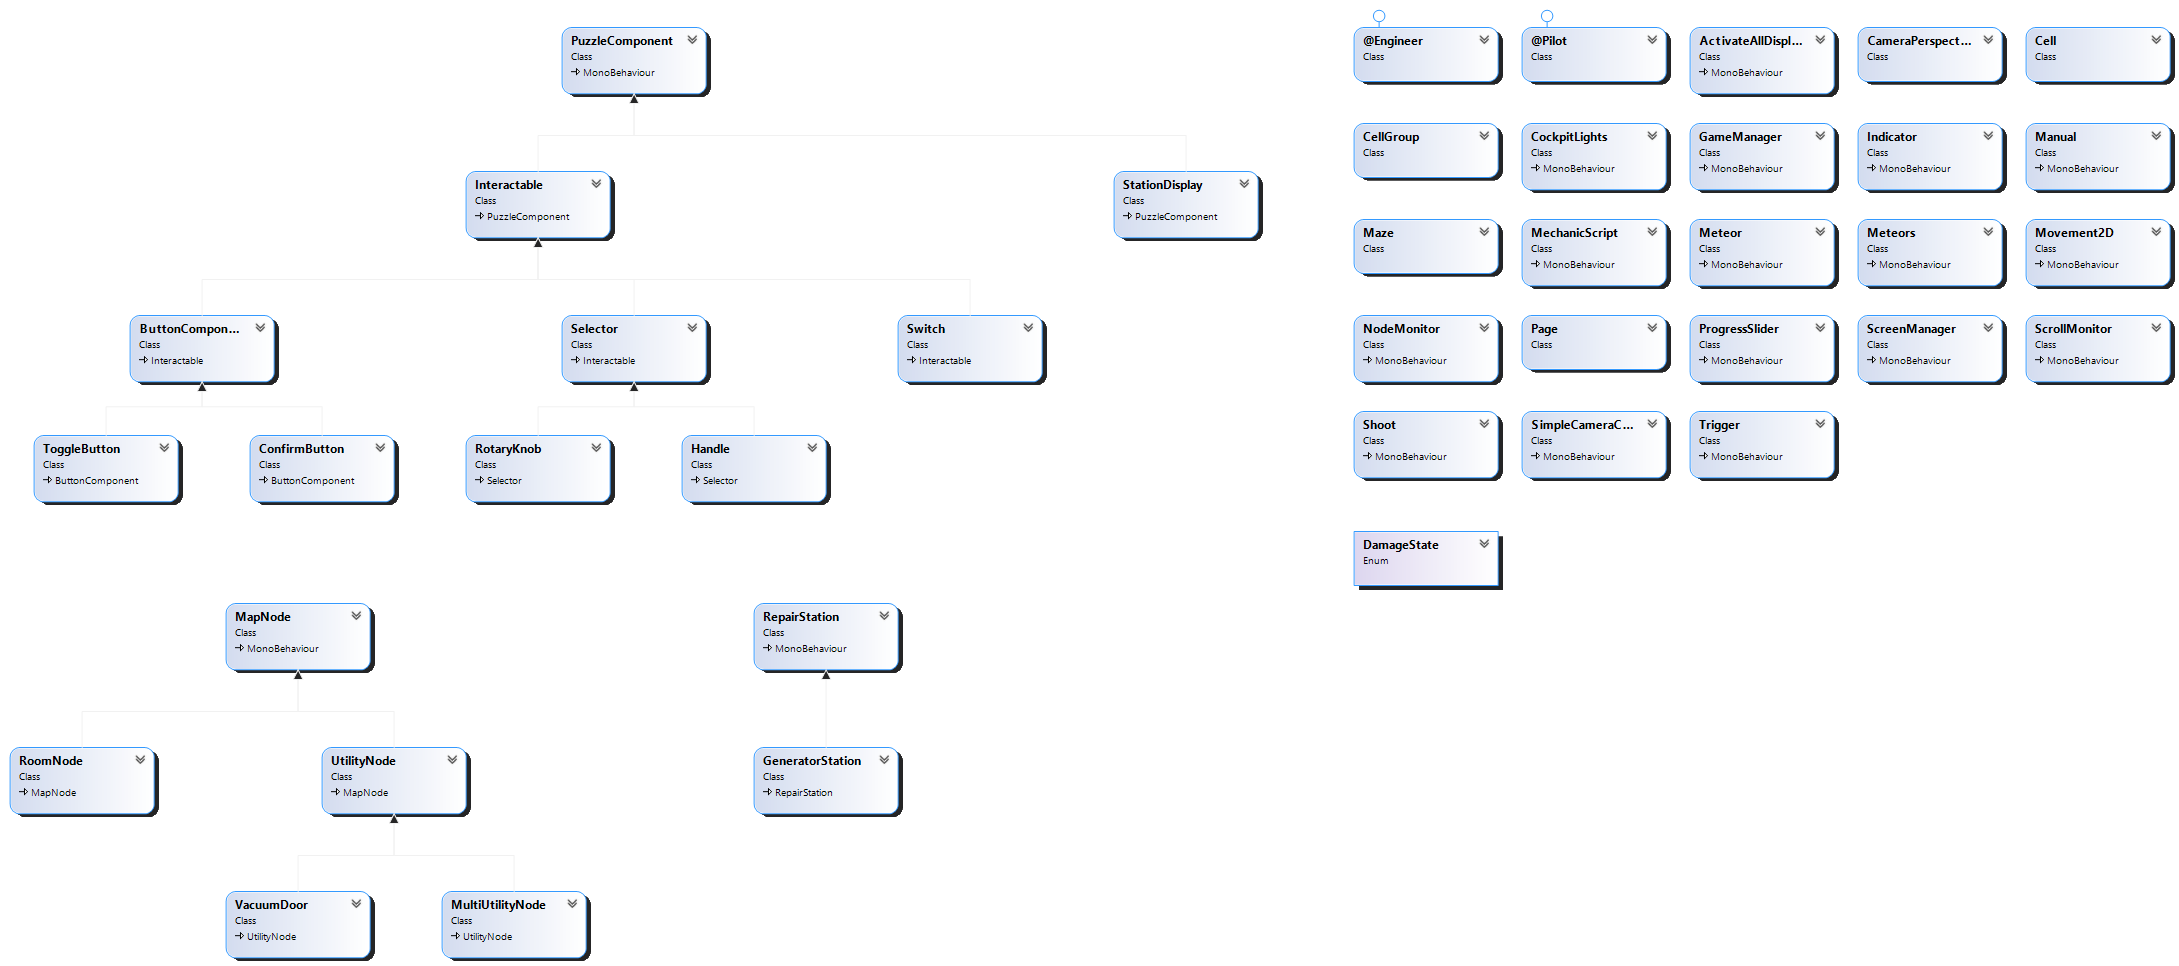 PuzzleComponent
Class
MonoBehaviour
Interactable
Class
PuzzleComponent
StationDisplay
Class
PuzzleComponent
ButtonCompon...
Class
Interactable
Selector
Class
Interactable
Switch
Class
Interactable
ToggleButton
Class
ButtonComponent
ConfirmButton
Class
ButtonComponent
RotaryKnob
Class
Selector
Handle
Class
Selector
MapNode
Class
MonoBehaviour
RepairStation
Class
MonoBehaviour
RoomNode
Class
MapNode
UtilityNode
Class
MapNode
GeneratorStation
Class
RepairStation
VacuumDoor
Class
UtilityNode
MultiUtilityNode
Class
UtilityNode
@Engineer
Class
@Pilot
Class
ActivateAllDispl...
Class
MonoBehaviour
CameraPerspect...
Class
Cell
Class
CellGroup
Class
CockpitLights
Class
MonoBehaviour
GameManager
Class
MonoBehaviour
Indicator
Class
MonoBehaviour
Manual
Class
MonoBehaviour
Maze
Class
MechanicScript
Class
MonoBehaviour
Meteor
Class
MonoBehaviour
Meteors
Class
MonoBehaviour
Movement2D
Class
MonoBehaviour
NodeMonitor
Class
MonoBehaviour
Page
Class
ProgressSlider
Class
MonoBehaviour
ScreenManager
Class
MonoBehaviour
ScrollMonitor
Class
MonoBehaviour
Shoot
Class
MonoBehaviour
SimpleCameraC...
Class
MonoBehaviour
Trigger
Class
MonoBehaviour
DamageState
Enum